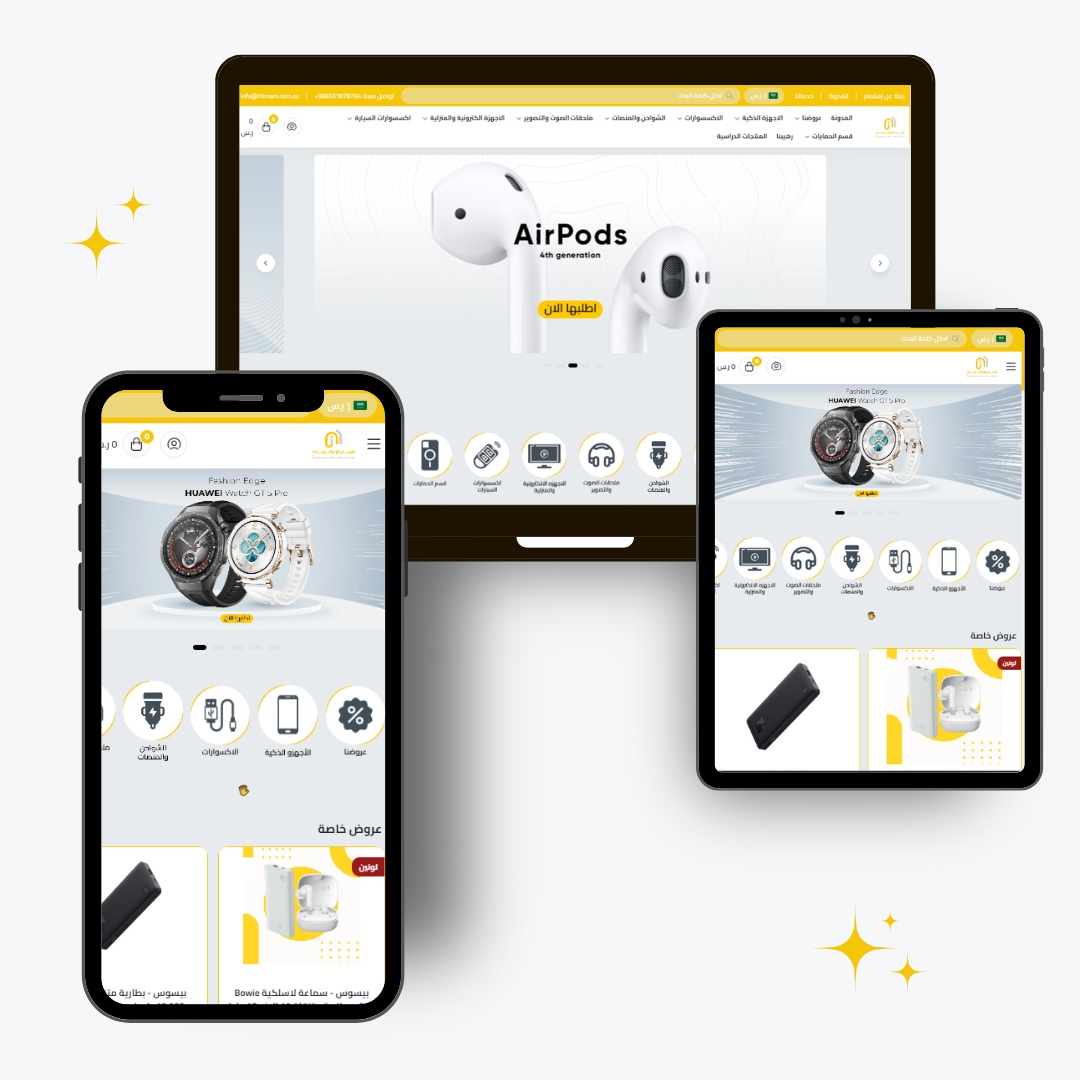 نبذة عن إهتمام | المدونة | خدماتنا
ر.س |
ادخل كلمة البحث
تواصل معنا: 966531878794+ | info@ihtmam.com.sa
المدونة عروضنا الاجهزة الذكية الاكسسوارات الشواحن والمنصات ملحقات الصوت والتصوير الاجهزة الكترونية والمنزلية اكسسوارات السيارة
قسم الحمايات رهيبنا المنتجات الدراسية
0
0
ر.س
AirPods
4th generation
اطلبها الان
الشواحن
والمنصات
ملحقات الصوت
والتصوير
الاجهزه الالكترونية
والمنزلية
اكسسوارات
السيارات
قسم الحمايات
ر.س |
ادخل كلمة البحث
0
0 ر.س
Fashion Edge
HUAWEI Watch GT 5 Pro
اطلبها الان
عروضنا
الأجهزو الذكية
الاكسسوارات
الشواحن
والمنصات
ملحقات الصوت
والتصوير
الاجهزه الالكترونية
والمنزلية
عروض خاصة
لونين
ر.س |
0
0 ر.س
Fashion Edge
HUAWEI Watch GT 5 Pro
اطلبها الان
عروضنا
الأجهزو الذكية
الاكسسوارات
الشواحن
والمنصات
عروض خاصة
لونين
بيسوس - سماعة لاسلكية Bowie
بيسوس - بطارية